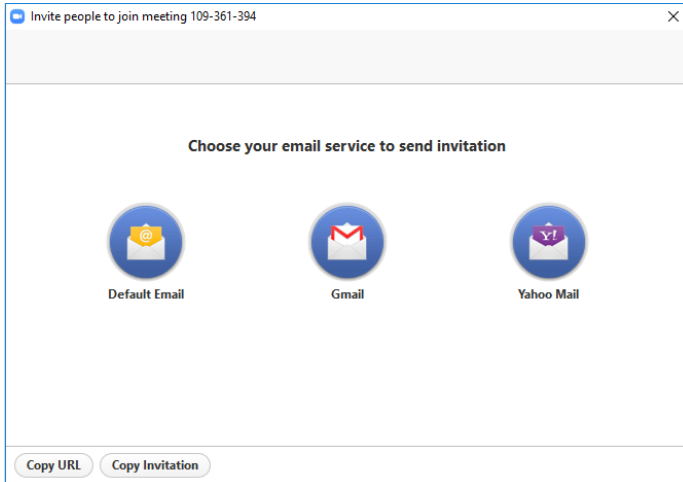 Invite people to join meeting 109-361-394
Choose your email service to send invitation
@
Y!
Default Email
Gmail
Yahoo Mail
Copy URL
Copy Invitation